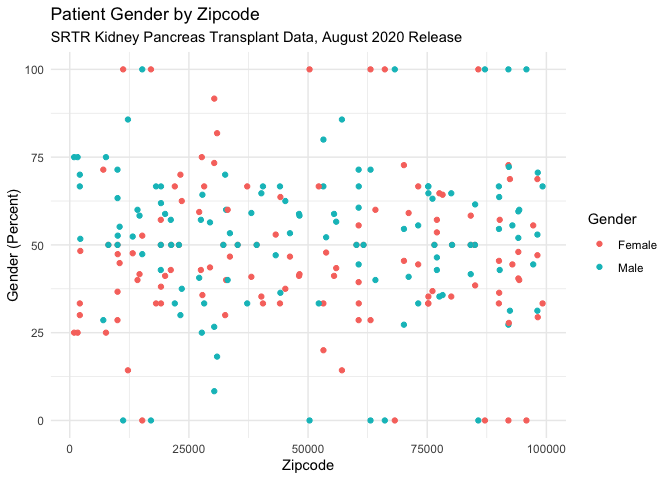 Patient Gender by Zipcode
SRTR Kidney Pancreas Transplant Data, August 2020 Release
100
75
50
25
0
Gender (Percent)
0 25000 50000 75000 100000
Zipcode
Gender
Female
Male